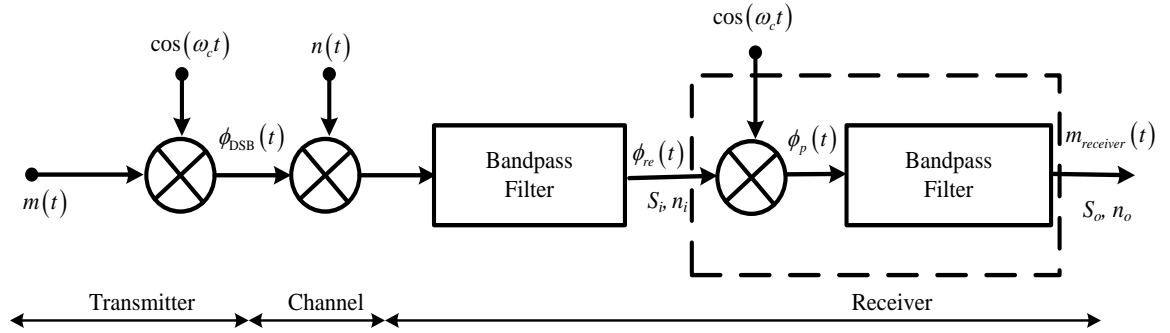 cos(ω_c t)
n(t)
cos(ω_c t)
m(t)
ϕ_DSB(t)
Bandpass
Filter
ϕ_re(t)
S_i, n_i
ϕ_p(t)
Bandpass
Filter
m_receiver(t)
S_o, n_o
Transmitter
Channel
Receiver